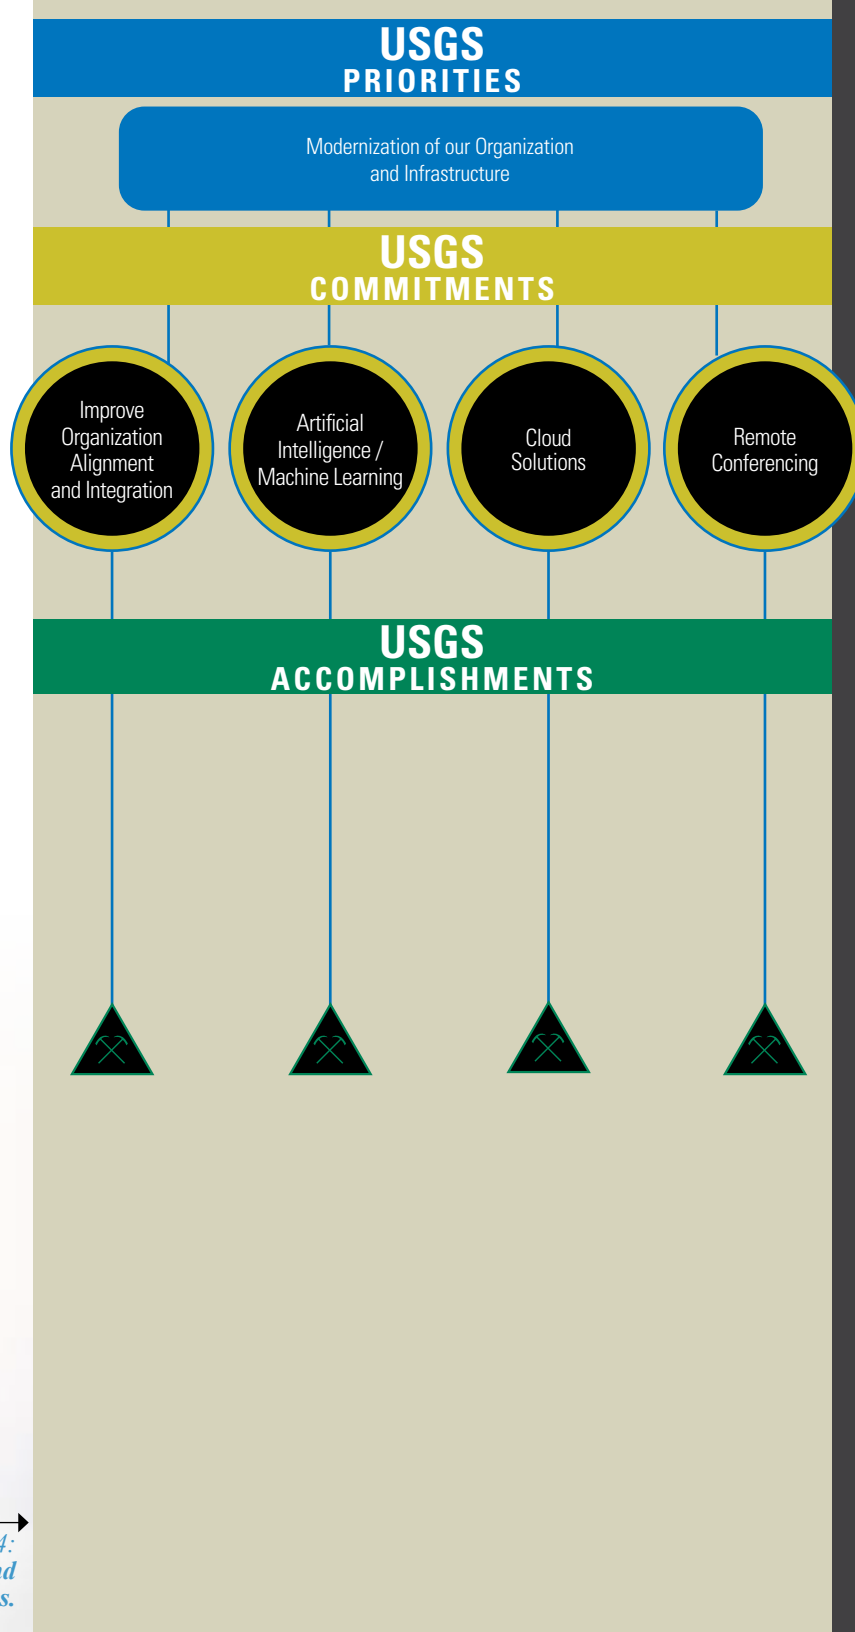 USGS
PRIORITIES
Modernization of our Organization
and Infrastructure
USGS
COMMITMENTS
Improve
Organization
Alignment
and Integration
Artificial
Intelligence /
Machine Learning
Cloud
Solutions
Remote
Conferencing
USGS
ACCOMPLISHMENTS
4: